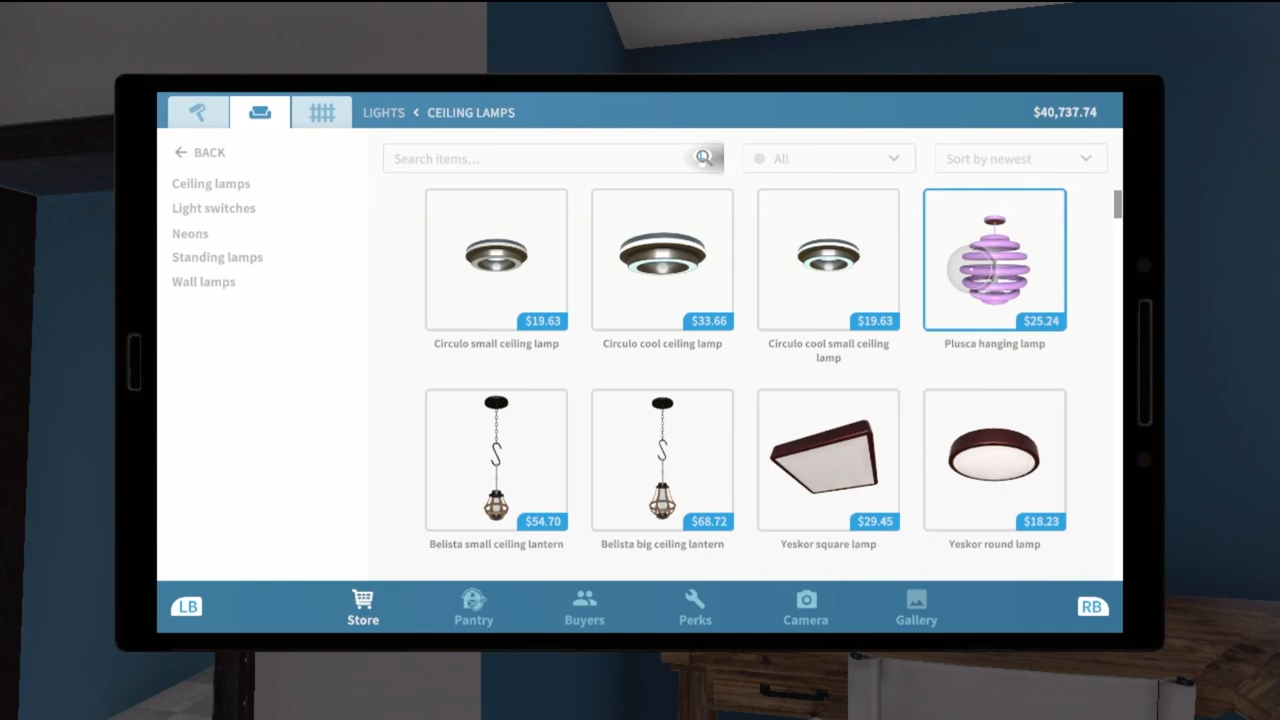 LIGHTS < CEILING LAMPS
$40,737.74
BACK
Search items...
All
Sort by newest
Ceiling lamps
Light switches
Neons
Standing lamps
Wall lamps
$19.63
$33.66
$19.63
$25.24
Circulo small ceiling lamp
Circulo cool ceiling lamp
Circulo cool small ceiling
lamp
Plusca hanging lamp
$54.70
$68.72
$29.45
$18.23
Belista small ceiling lantern
Belista big ceiling lantern
Yeskor square lamp
Yeskor round lamp
LB
Store
Pantry
Buyers
Perks
Camera
Gallery
RB